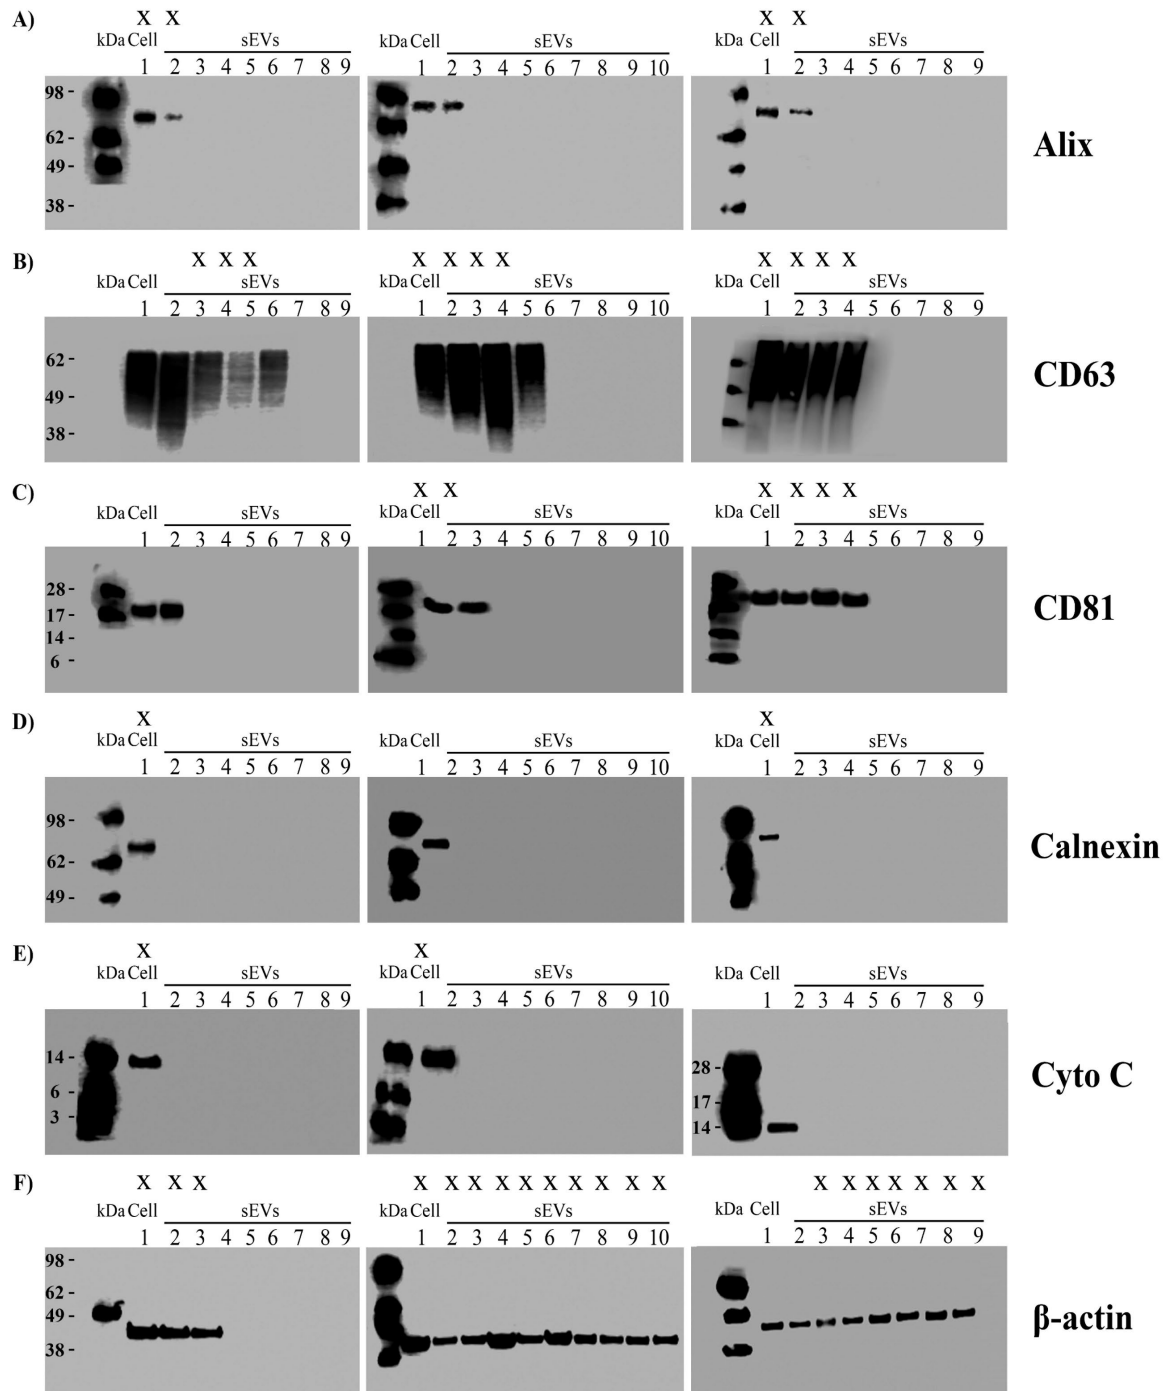 A) X X X X
kDa Cell sEVs kDa Cell sEVs kDa Cell sEVs
1 2 3 4 5 6 7 8 9 1 2 3 4 5 6 7 8 9 10 1 2 3 4 5 6 7 8 9
98 -
62 -
49 -
38 -
Alix
B) X X X X X X X X X X X
kDa Cell sEVs kDa Cell sEVs kDa Cell sEVs
1 2 3 4 5 6 7 8 9 1 2 3 4 5 6 7 8 9 10 1 2 3 4 5 6 7 8 9
62 -
49 -
38 -
CD63
C) X X X X X X
kDa Cell sEVs kDa Cell sEVs kDa Cell sEVs
1 2 3 4 5 6 7 8 9 1 2 3 4 5 6 7 8 9 10 1 2 3 4 5 6 7 8 9
28 -
17 -
14 -
6 -
CD81
D) X X
kDa Cell sEVs kDa Cell sEVs kDa Cell sEVs
1 2 3 4 5 6 7 8 9 1 2 3 4 5 6 7 8 9 10 1 2 3 4 5 6 7 8 9
98 -
62 -
49 -
Calnexin
E) X X
kDa Cell sEVs kDa Cell sEVs kDa Cell sEVs
1 2 3 4 5 6 7 8 9 1 2 3 4 5 6 7 8 9 10 1 2 3 4 5 6 7 8 9
14 -
6 -
3 -
28 -
17 -
14 -
Cyto C
F) X X X X X X X X X X X X X X X X X X X X
kDa Cell sEVs kDa Cell sEVs kDa Cell sEVs
1 2 3 4 5 6 7 8 9 1 2 3 4 5 6 7 8 9 10 1 2 3 4 5 6 7 8 9
98 -
62 -
49 -
38 -
β-actin